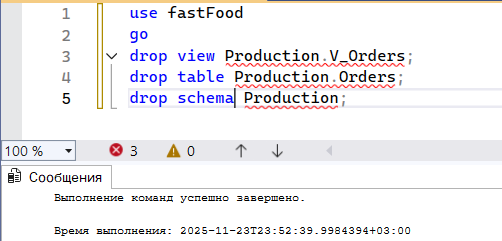 1 use fastFood
2 go
3 drop view Production.V_Orders;
4 drop table Production.Orders;
5 drop schema Production;
100 % 3 0
Сообщения
Выполнение команд успешно завершено.
Время выполнения: 2025-11-23T23:52:39.9984394+03:00